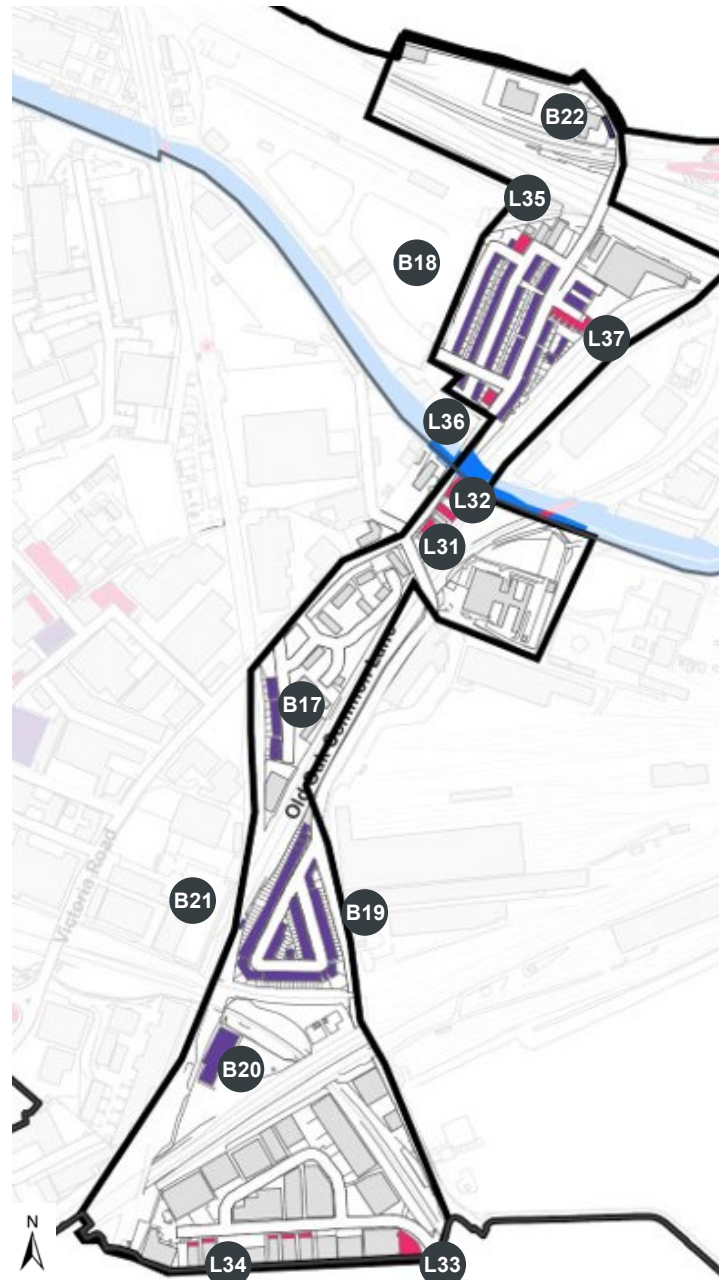 B22
L35
B18
L37
L36
L32
L31
B17
Old Oak Common Lane
Victoria Road
B21
B19
B20
N
L34
L33